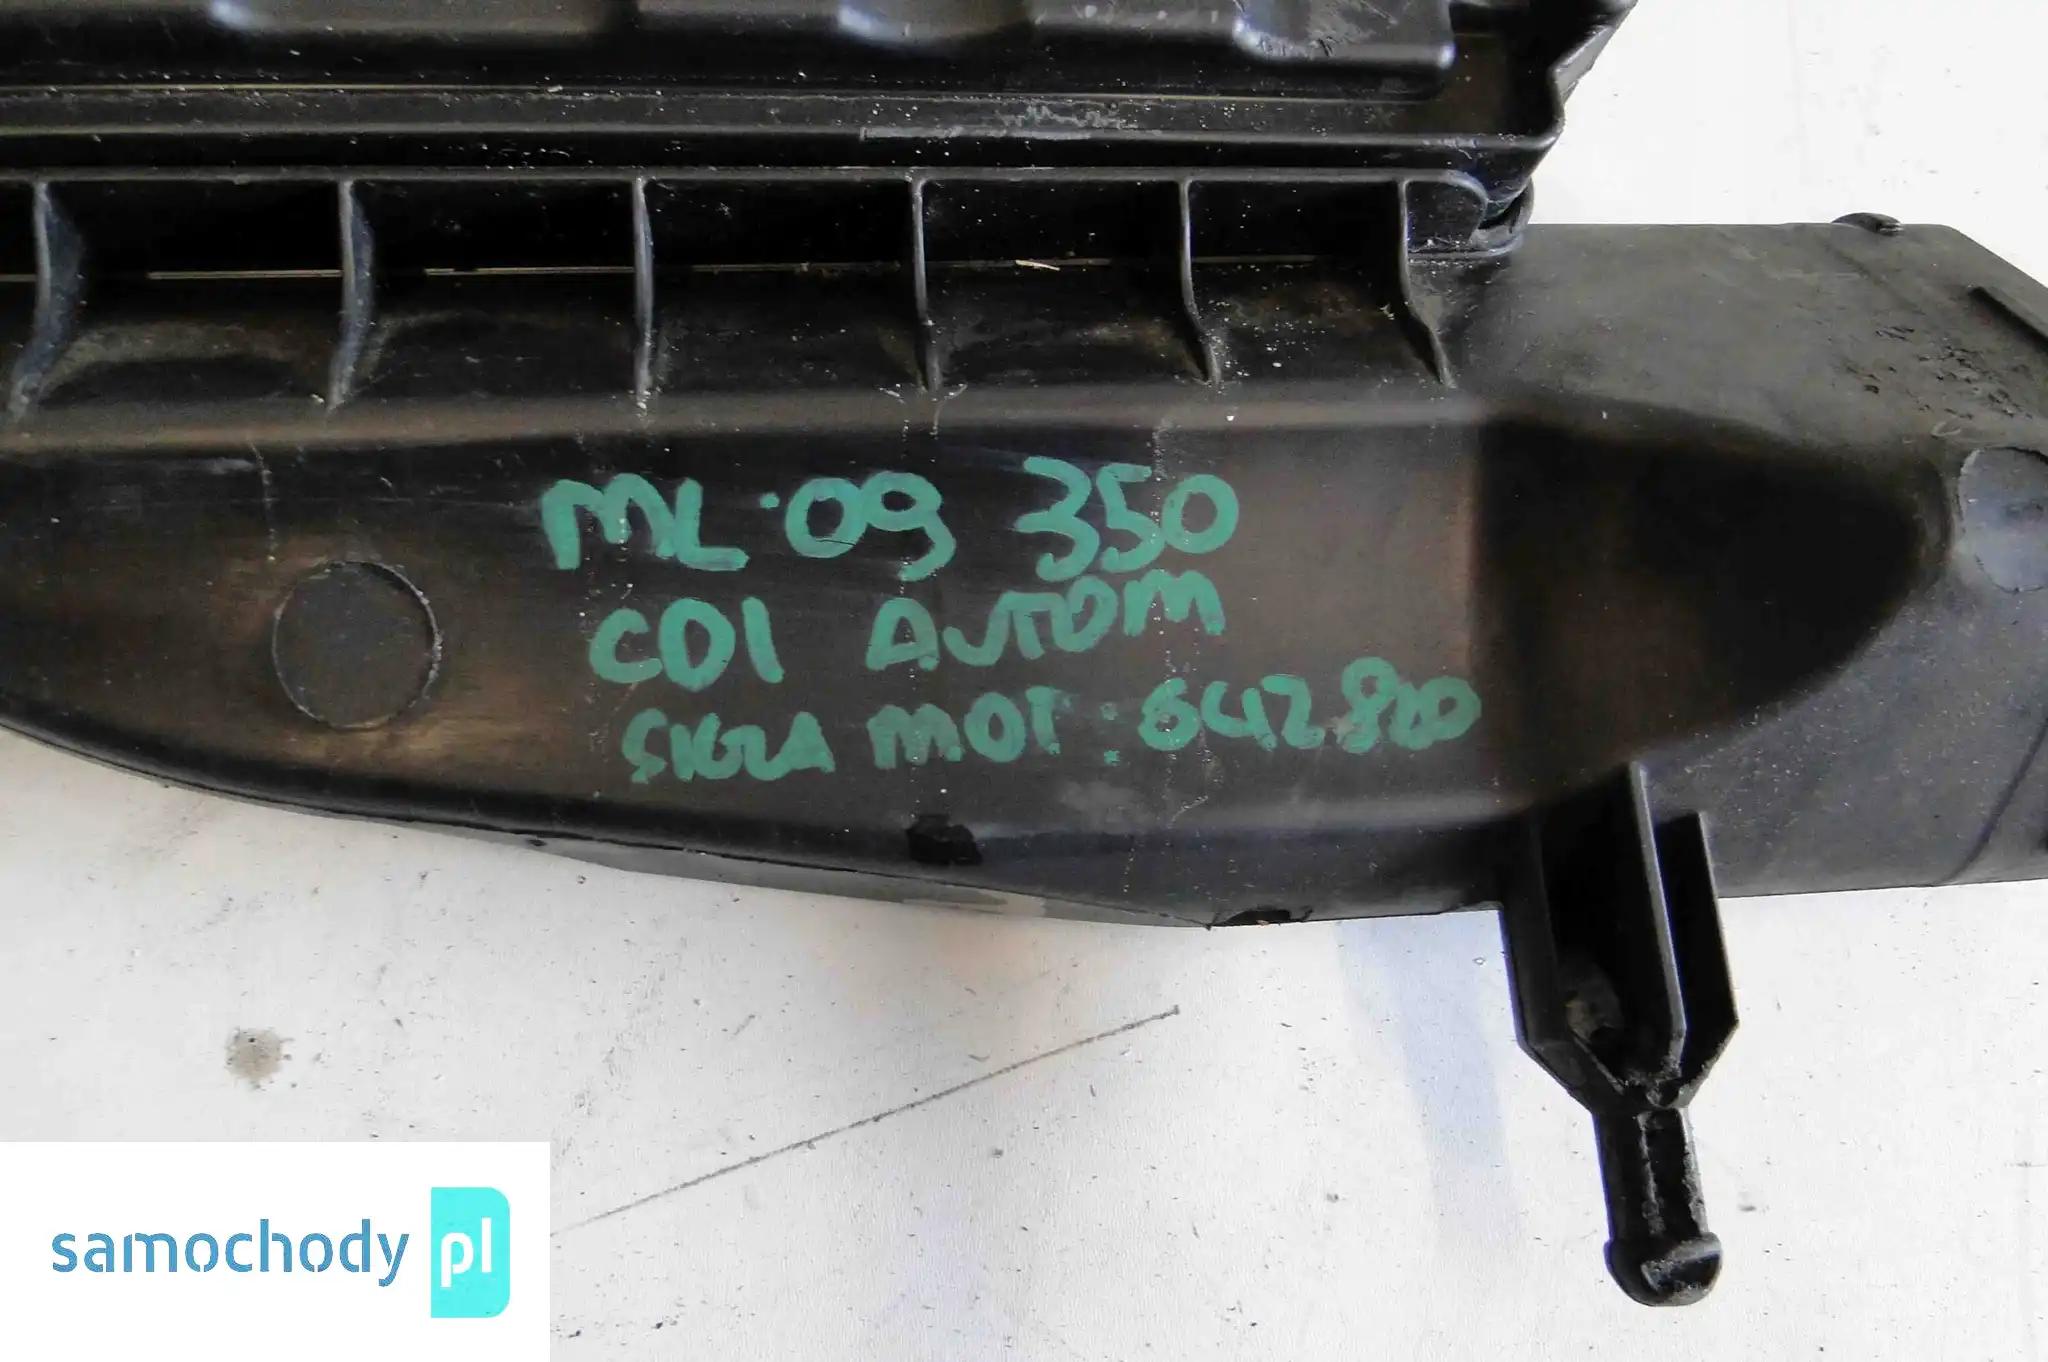 ML·09 350
CDI AUTOM
SIGLA MOT: 642820
samochody pl